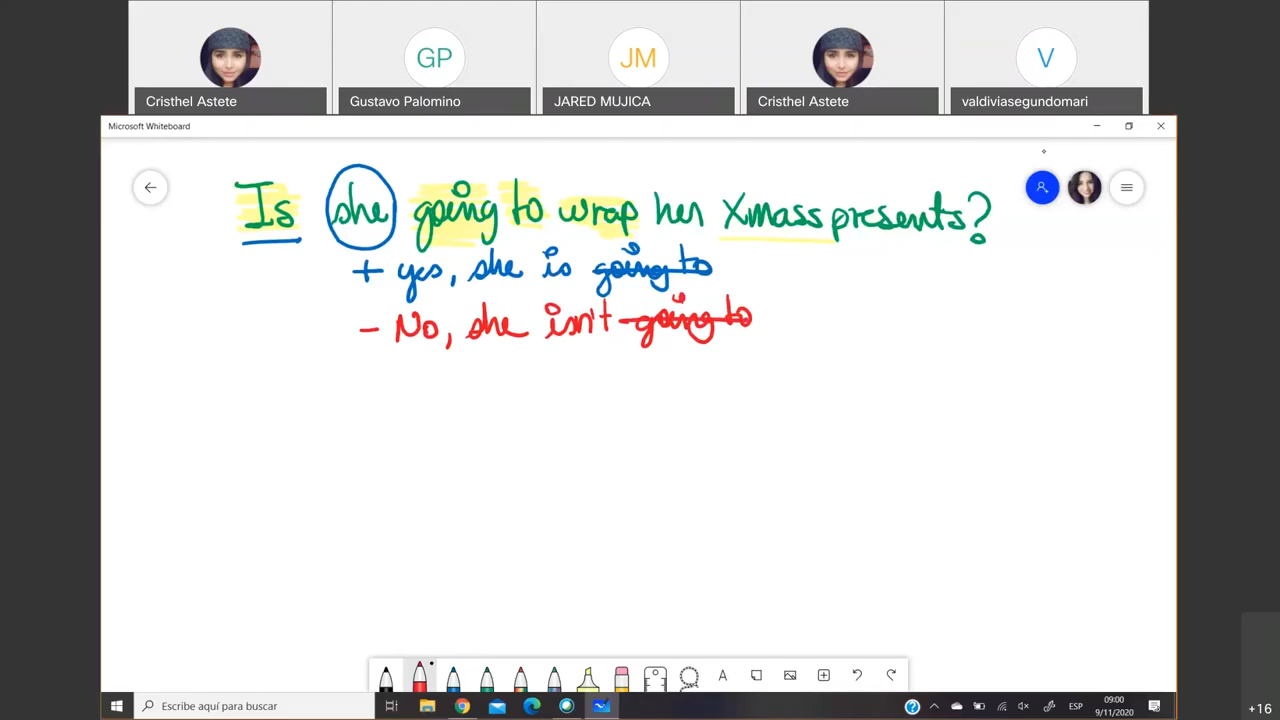 GP
JM
V
Cristhel Astete
Gustavo Palomino
JARED MUJICA
Cristhel Astete
valdiviasegundomari
Microsoft Whiteboard
Is she going to wrap her Xmass presents?
+ yes, she is going to
- No, she isn't going to
A
Escribe aquí para buscar
ESP
09:00
9/11/2020
+16